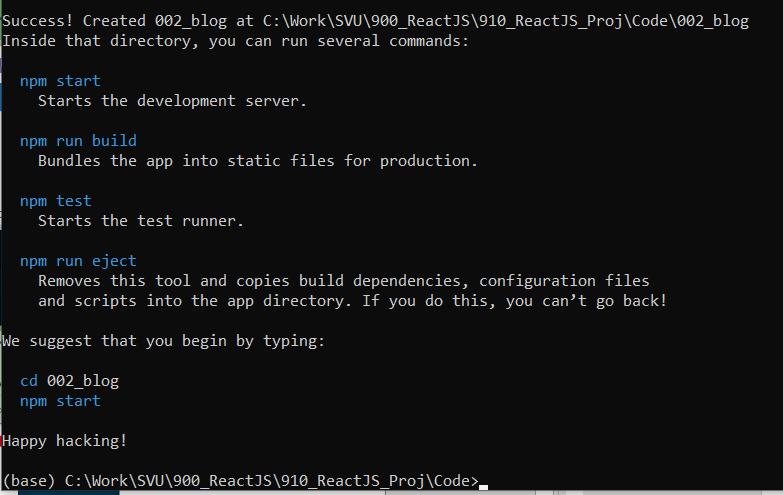 Success! Created 002_blog at C:\Work\SVU\900_ReactJS\910_ReactJS_Proj\Code\002_blog
Inside that directory, you can run several commands:
npm start
Starts the development server.
npm run build
Bundles the app into static files for production.
npm test
Starts the test runner.
npm run eject
Removes this tool and copies build dependencies, configuration files
and scripts into the app directory. If you do this, you can’t go back!
We suggest that you begin by typing:
cd 002_blog
npm start
Happy hacking!
(base) C:\Work\SVU\900_ReactJS\910_ReactJS_Proj\Code>